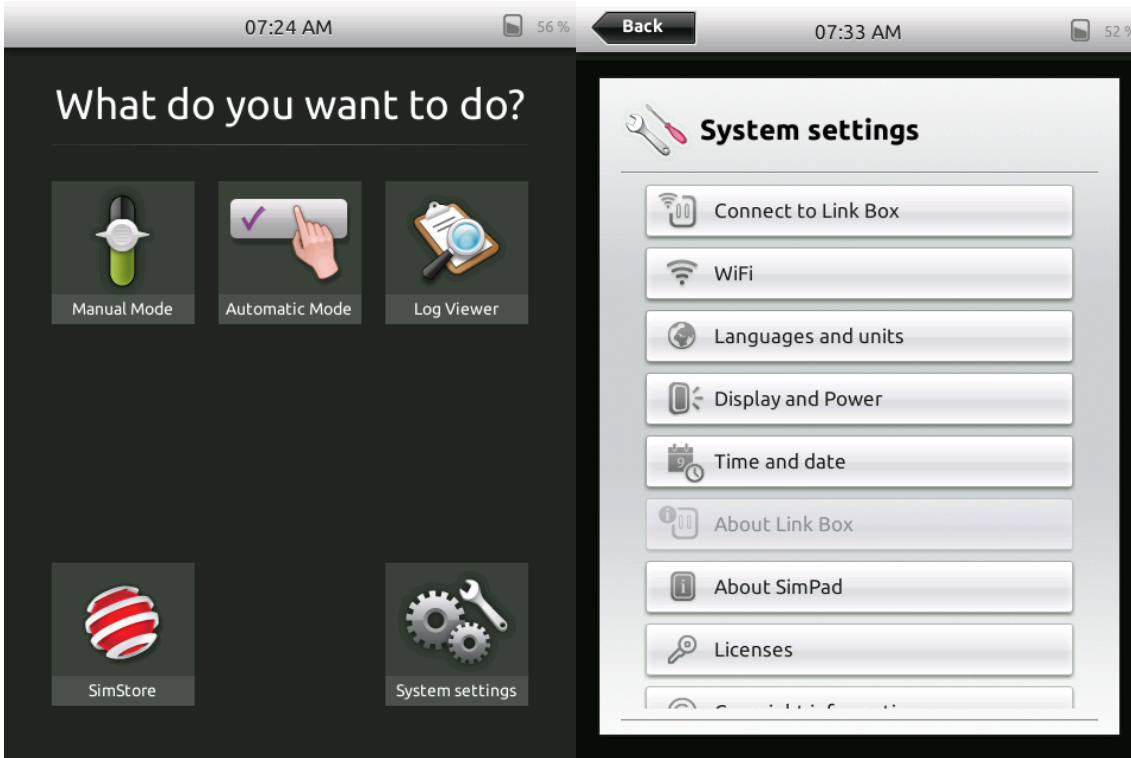 07:24 AM
56 %
What do you want to do?
Manual Mode
Automatic Mode
Log Viewer
SimStore
System settings
Back
07:33 AM
52 %
System settings
Connect to Link Box
WiFi
Languages and units
Display and Power
9
Time and date
About Link Box
About SimPad
Licenses